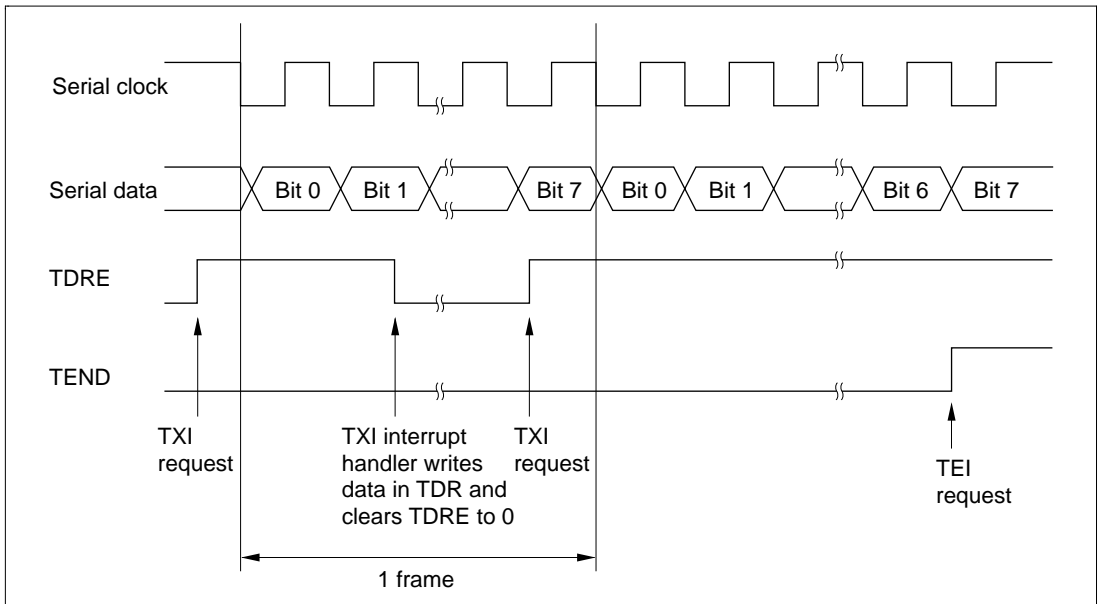 Serial clock
Serial data
Bit 0
Bit 1
Bit 7
Bit 0
Bit 1
Bit 6
Bit 7
TDRE
TEND
TXI
request
TXI interrupt
handler writes
data in TDR and
clears TDRE to 0
TXI
request
TEI
request
1 frame